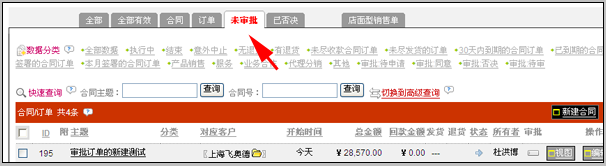 全部 全部有效 合同 订单 未审批 已否决 店面型销售单
数据分类 全部数据 执行中 结束 意外中止 无退 有退货 未尽收款合同订单 未尽发货的订单 30天内到期的合同订单 已到期的合同
签署的合同订单 本月签署的合同订单 产品销售 服务 业务合作 代理分销 其他 审批:待申请 审批:同意 审批:否决 审批:待审
快速查询 合同主题： 查询 合同号： 查询 切换到高级查询
合同/订单 共4条 新建合同
ID 附 主题 分类 对应客户 开始时间 总金额 回款金额 发货 退货 状态 所有者 审批
195 审批订单的新建测试 [上海飞奥德 ] 今天 ¥ 28,570.00 ¥ 0.00 --- 杜洪博 视图 编